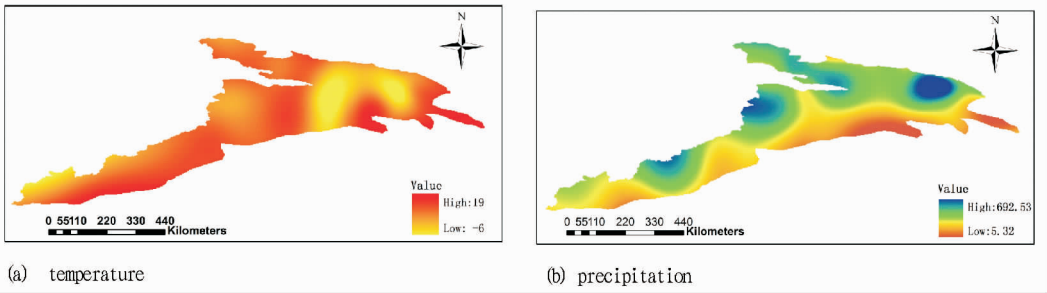 N
Value
High:19
Low: -6
0 55110 220 330 440
Kilometers
(a) temperature
N
Value
High:692.53
Low:5.32
0 55110 220 330 440
Kilometers
(b) precipitation